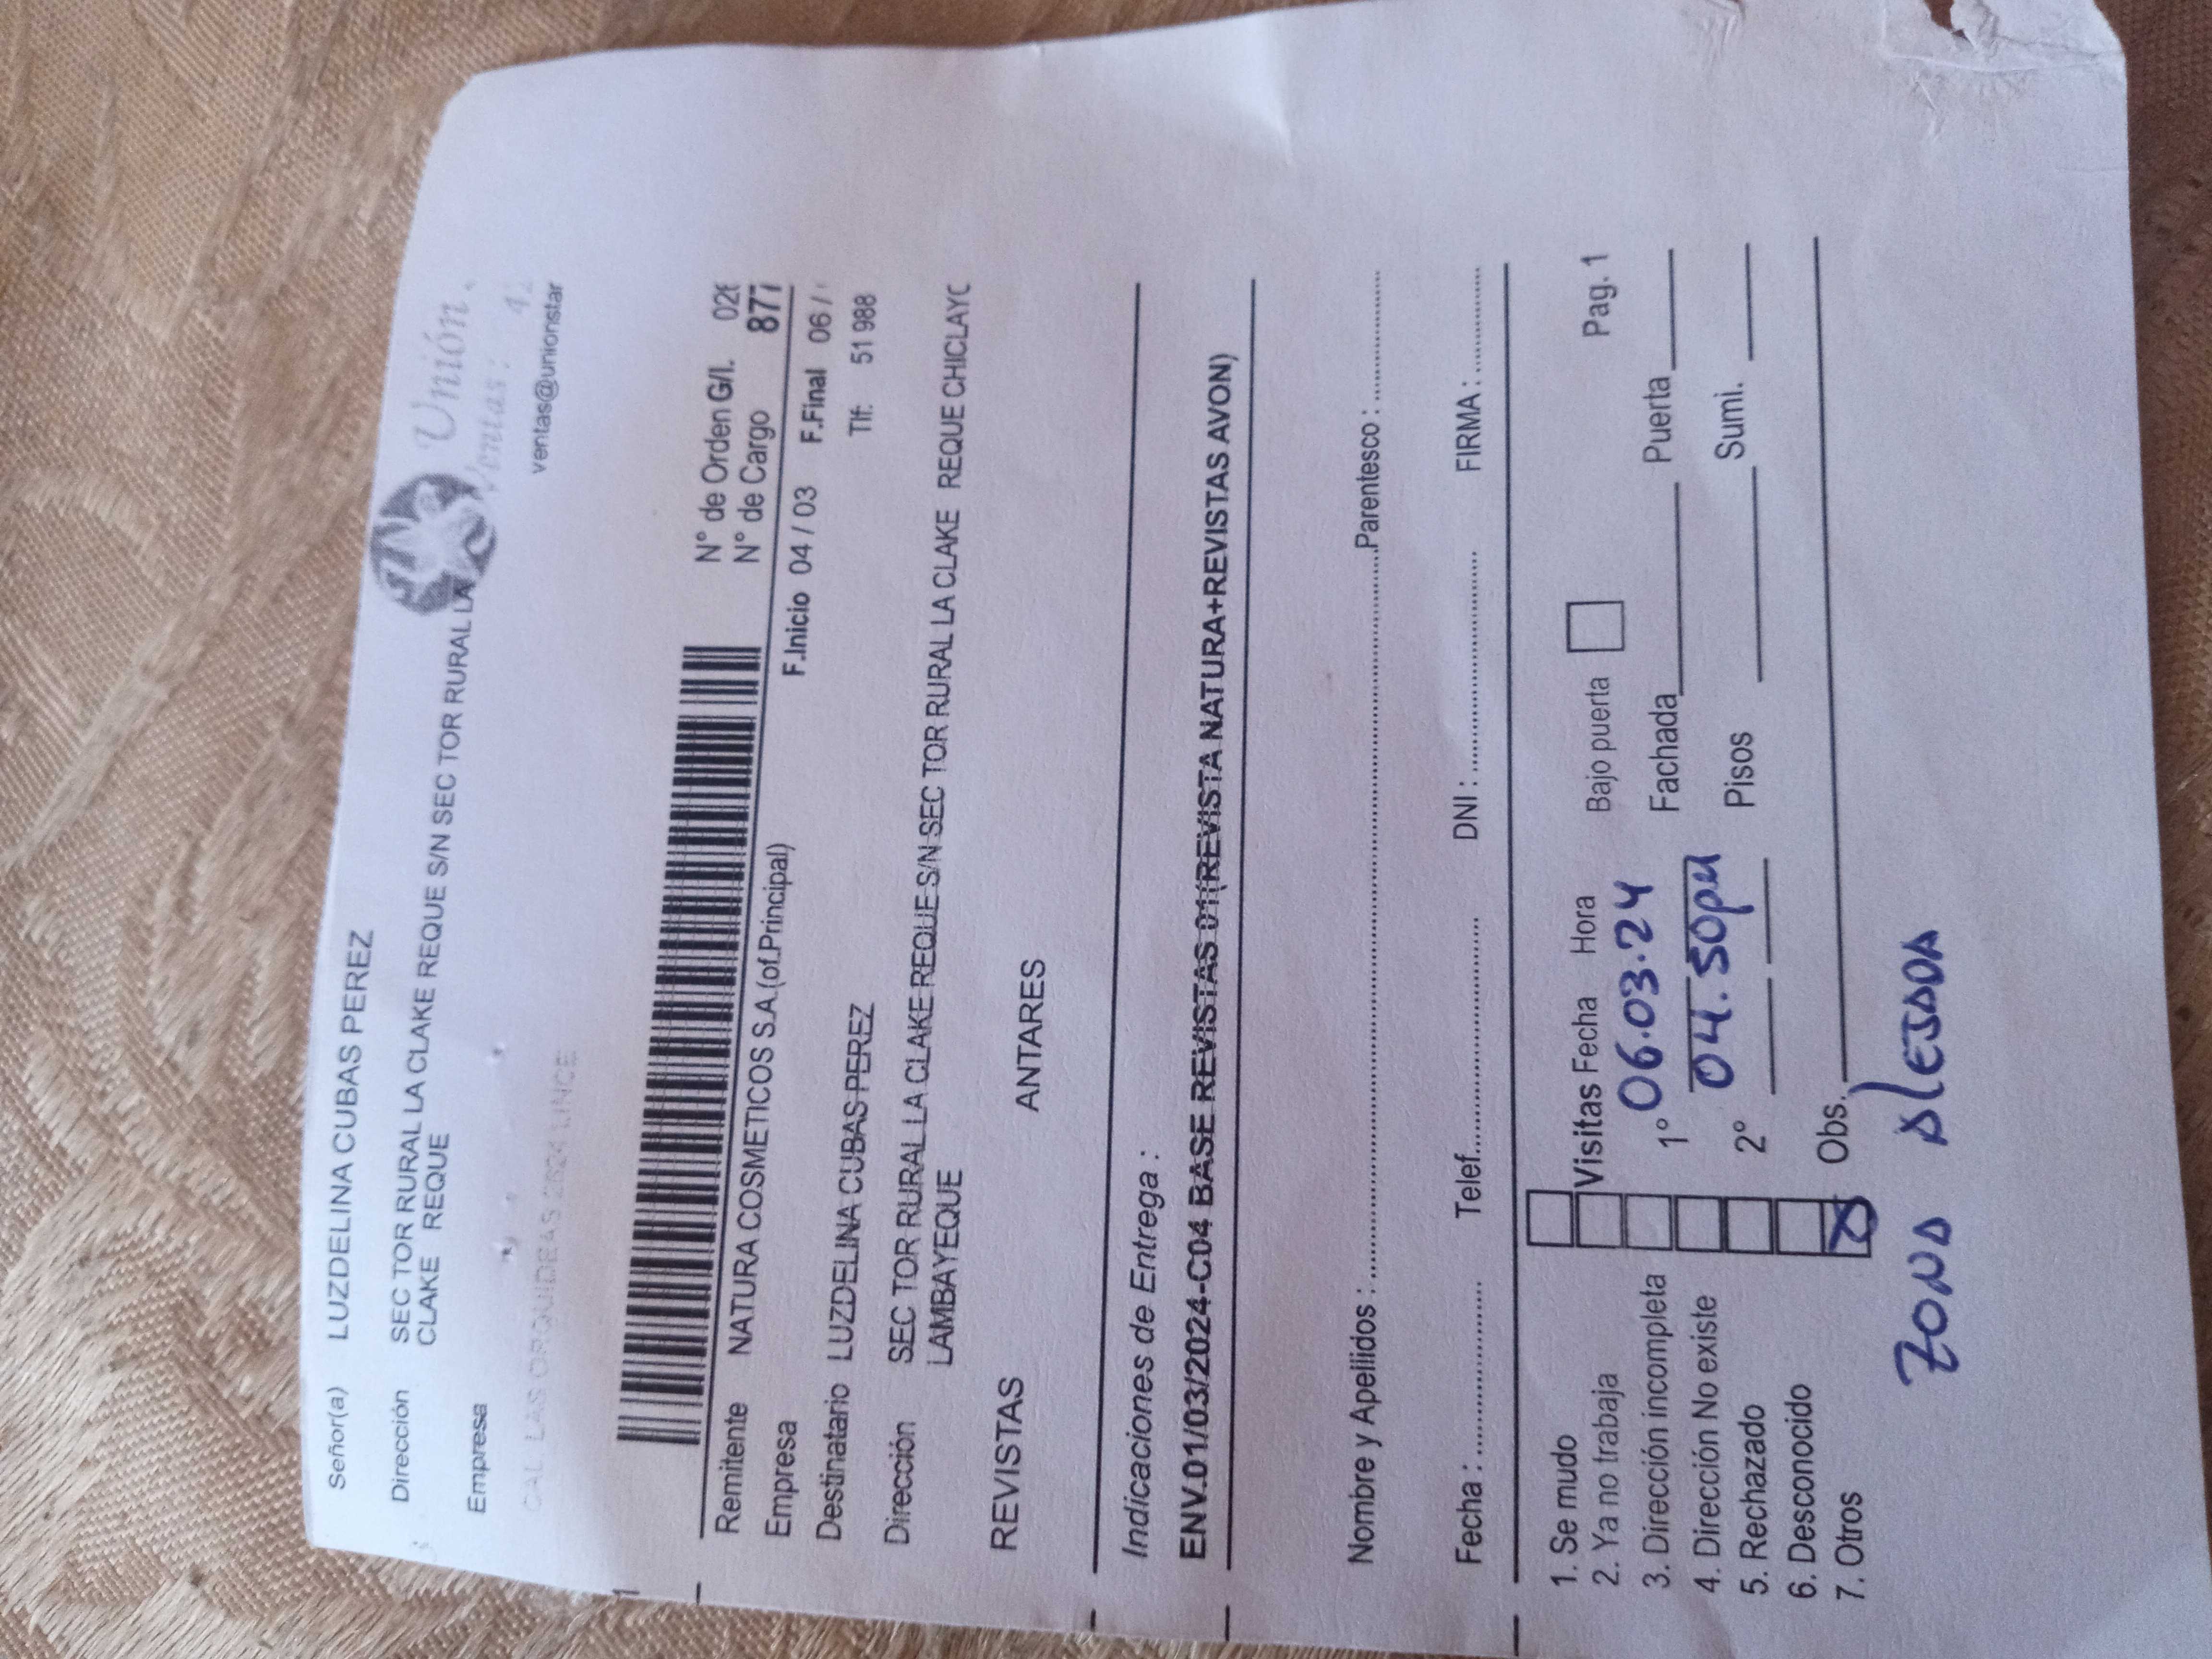 Señor(a) LUZDELINA CUBAS PEREZ
Dirección SEC TOR RURAL LA CLAKE REQUE S/N SEC TOR RURAL LA
CLAKE REQUE
Empresa
Unión
Ventas:
ventas@unionstar
CAL LAS ORQUIDEAS LINCE
N° de Orden G/I.
N° de Cargo 877
Remitente NATURA COSMETICOS S.A.(of.Principal)
Empresa
F.Inicio 04 / 03 F.Final 06 /
Destinatario LUZDELINA CUBAS PEREZ
Tlf: 51 988
Dirección SEC TOR RURAL LA CLAKE REQUE S/N SEC TOR RURAL LA CLAKE REQUE CHICLAYO
LAMBAYEQUE
REVISTAS ANTARES
Indicaciones de Entrega :
ENV.01/03/2024-C04 BASE REVISTAS 01(REVISTA NATURA+REVISTAS AVON)
Nombre y Apellidos : Parentesco :
Fecha : Telef. DNI : FIRMA :
1. Se mudo
2. Ya no trabaja
3. Dirección incompleta
4. Dirección No existe
5. Rechazado
6. Desconocido
7. Otros
Visitas Fecha Hora Bajo puerta Pag. 1
1° 06.03.24 Fachada Puerta
04.50pm
2° Pisos Sumi.
Obs.
ZONA ALEJADA